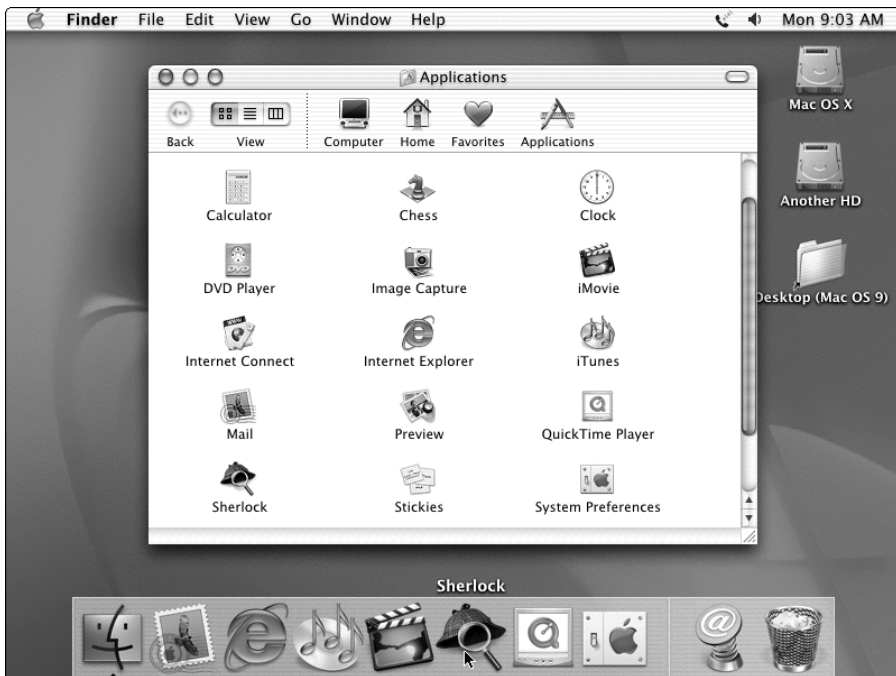 Finder File Edit View Go Window Help Mon 9:03 AM
Applications
Back View Computer Home Favorites Applications
Mac OS X
Another HD
Desktop (Mac OS 9)
Calculator Chess Clock
DVD
DVD Player Image Capture iMovie
WWW
Internet Connect Internet Explorer iTunes
Mail Preview QuickTime Player
Sherlock Stickies System Preferences
Sherlock
@